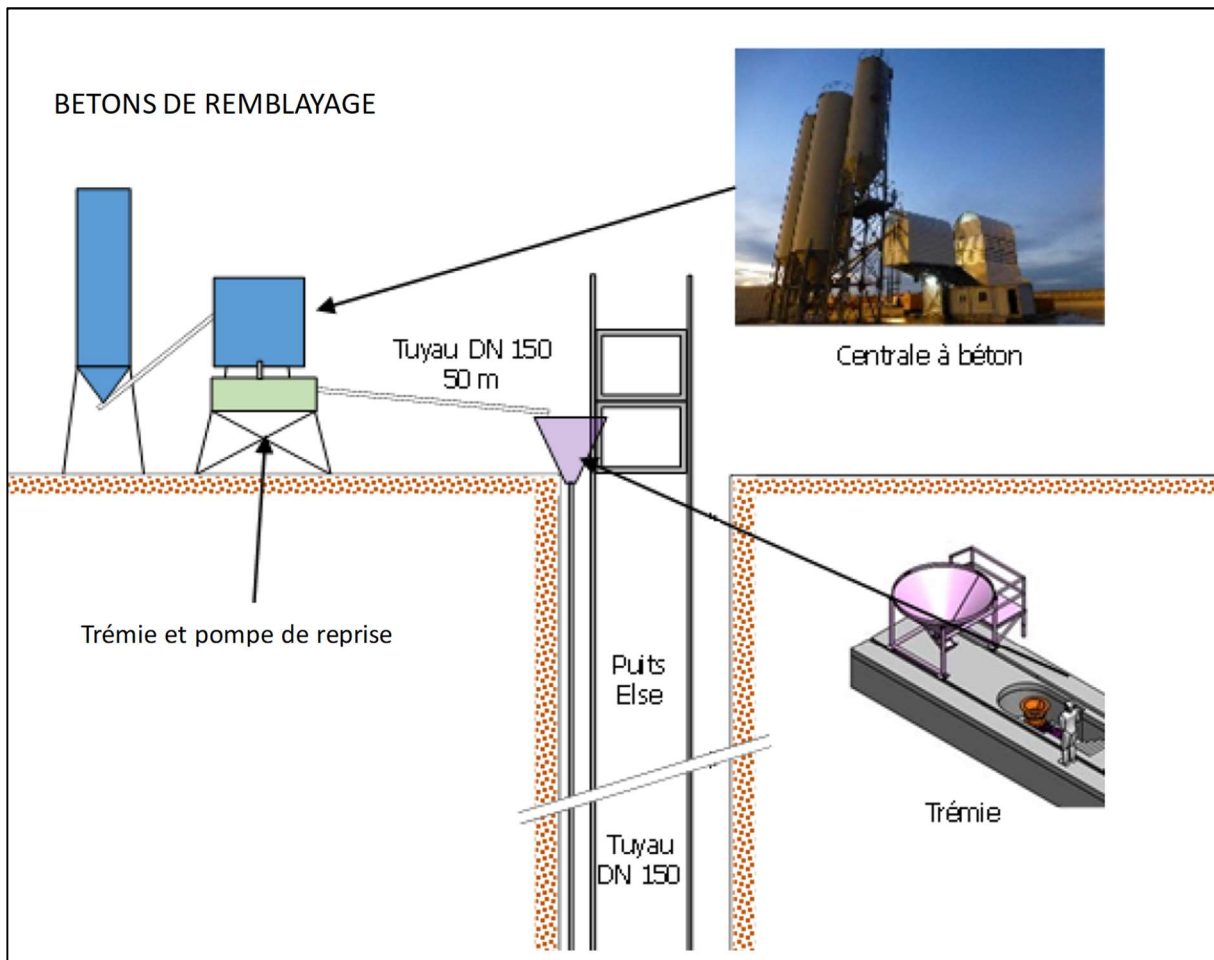 BETONS DE REMBLAYAGE
Centrale à béton
Tuyau DN 150
50 m
Trémie et pompe de reprise
Puits
Else
Trémie
Tuyau
DN 150